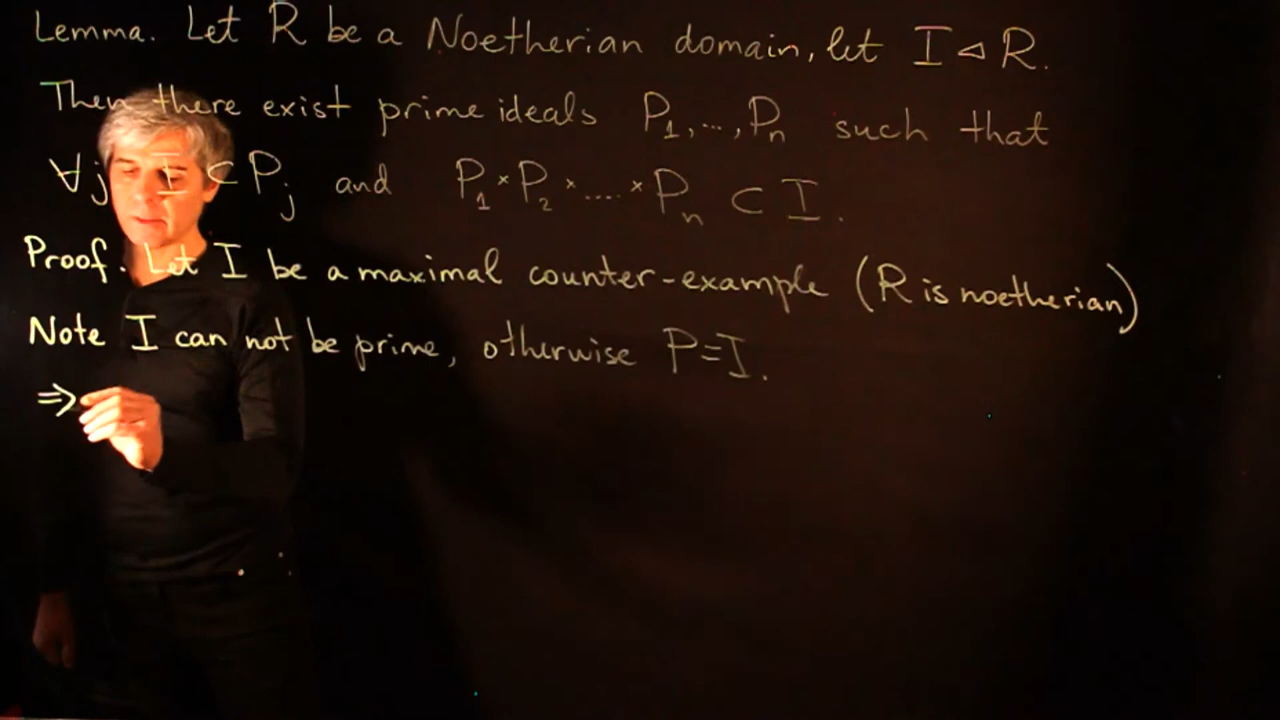 Lemma. Let R be a Noetherian domain, let I ⊲ R.
Then there exist prime ideals P₁,...,Pₙ such that
∀j I ⊂ Pⱼ and P₁ × P₂ × .... × Pₙ ⊂ I.
Proof. Let I be a maximal counter-example (R is noetherian)
Note I can not be prime, otherwise P=I.
⇒